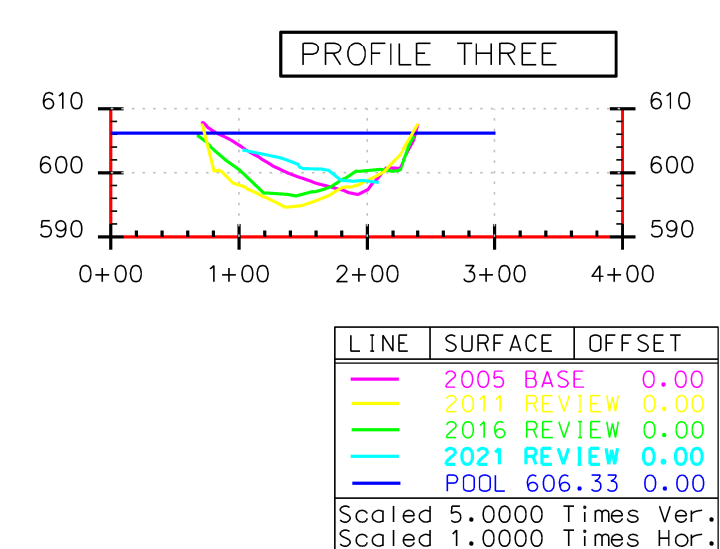 PROFILE THREE
610 610
600 600
590 590
0+00 1+00 2+00 3+00 4+00
LINE SURFACE OFFSET
2005 BASE 0.00
2011 REVIEW 0.00
2016 REVIEW 0.00
2021 REVIEW 0.00
POOL 606.33 0.00
Scaled 5.0000 Times Ver.
Scaled 1.0000 Times Hor.